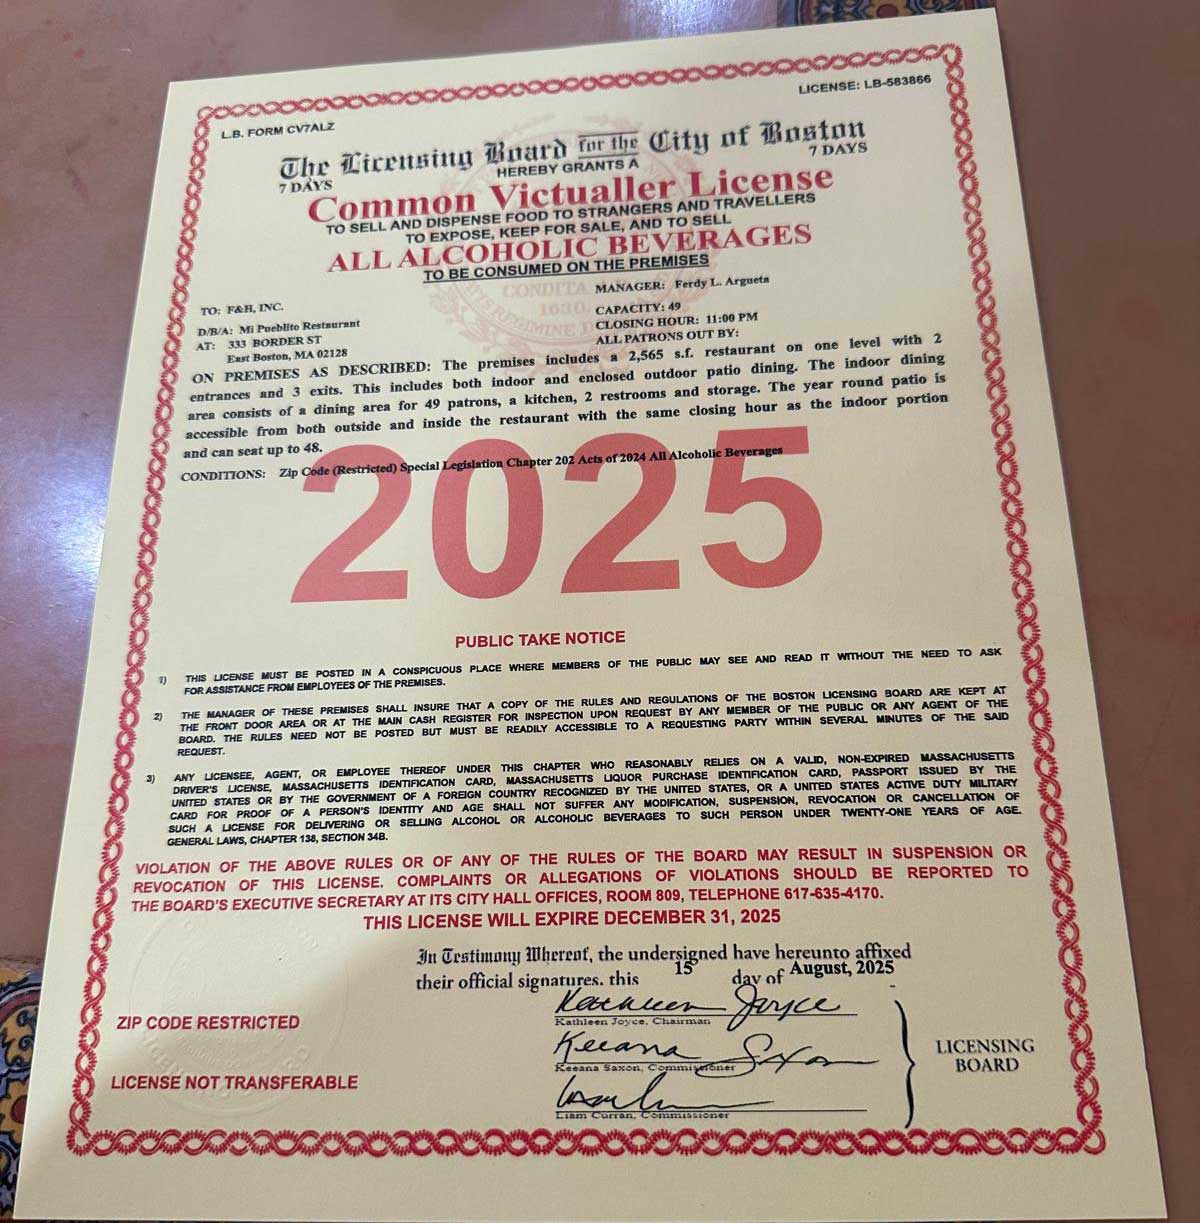 L.B. FORM CV7ALZ
LICENSE: LB-583866
The Licensing Board for the City of Boston
7 DAYS HEREBY GRANTS A 7 DAYS
Common Victualler License
TO SELL AND DISPENSE FOOD TO STRANGERS AND TRAVELLERS
TO EXPOSE, KEEP FOR SALE, AND TO SELL
ALL ALCOHOLIC BEVERAGES
TO BE CONSUMED ON THE PREMISES
CONDITA
1630.
REGIMINE
MANAGER: Ferdy L. Argueta
TO: F&H, INC.
CAPACITY: 49
D/B/A: Mi Pueblito Restaurant
CLOSING HOUR: 11:00 PM
AT: 333 BORDER ST
ALL PATRONS OUT BY:
East Boston, MA 02128
ON PREMISES AS DESCRIBED: The premises includes a 2,565 s.f. restaurant on one level with 2
entrances and 3 exits. This includes both indoor and enclosed outdoor patio dining. The indoor dining
area consists of a dining area for 49 patrons, a kitchen, 2 restrooms and storage. The year round patio is
accessible from both outside and inside the restaurant with the same closing hour as the indoor portion
and can seat up to 48.
CONDITIONS: Zip Code (Restricted) Special Legislation Chapter 202 Acts of 2024 All Alcoholic Beverages
2025
PUBLIC TAKE NOTICE
1) THIS LICENSE MUST BE POSTED IN A CONSPICUOUS PLACE WHERE MEMBERS OF THE PUBLIC MAY SEE AND READ IT WITHOUT THE NEED TO ASK
FOR ASSISTANCE FROM EMPLOYEES OF THE PREMISES.
2) THE MANAGER OF THESE PREMISES SHALL INSURE THAT A COPY OF THE RULES AND REGULATIONS OF THE BOSTON LICENSING BOARD ARE KEPT AT
THE FRONT DOOR AREA OR AT THE MAIN CASH REGISTER FOR INSPECTION UPON REQUEST BY ANY MEMBER OF THE PUBLIC OR ANY AGENT OF THE
BOARD. THE RULES NEED NOT BE POSTED BUT MUST BE READILY ACCESSIBLE TO A REQUESTING PARTY WITHIN SEVERAL MINUTES OF THE SAID
REQUEST.
3) ANY LICENSEE, AGENT, OR EMPLOYEE THEREOF UNDER THIS CHAPTER WHO REASONABLY RELIES ON A VALID, NON-EXPIRED MASSACHUSETTS
DRIVER'S LICENSE, MASSACHUSETTS IDENTIFICATION CARD, MASSACHUSETTS LIQUOR PURCHASE IDENTIFICATION CARD, PASSPORT ISSUED BY THE
UNITED STATES OR BY THE GOVERNMENT OF A FOREIGN COUNTRY RECOGNIZED BY THE UNITED STATES, OR A UNITED STATES ACTIVE DUTY MILITARY
CARD FOR PROOF OF A PERSON'S IDENTITY AND AGE SHALL NOT SUFFER ANY MODIFICATION, SUSPENSION, REVOCATION OR CANCELLATION OF
SUCH A LICENSE FOR DELIVERING OR SELLING ALCOHOL OR ALCOHOLIC BEVERAGES TO SUCH PERSON UNDER TWENTY-ONE YEARS OF AGE.
GENERAL LAWS, CHAPTER 138, SECTION 34B.
VIOLATION OF THE ABOVE RULES OR OF ANY OF THE RULES OF THE BOARD MAY RESULT IN SUSPENSION OR
REVOCATION OF THIS LICENSE. COMPLAINTS OR ALLEGATIONS OF VIOLATIONS SHOULD BE REPORTED TO
THE BOARD'S EXECUTIVE SECRETARY AT ITS CITY HALL OFFICES, ROOM 809, TELEPHONE 617-635-4170.
THIS LICENSE WILL EXPIRE DECEMBER 31, 2025
In Testimony Whereof, the undersigned have hereunto affixed
their official signatures, this 15 day of August, 2025
Kathleen Joyce
Kathleen Joyce, Chairman
Keeana Saxon
Keeana Saxon, Commissioner
Liam Curran, Commissioner
LICENSING
BOARD
ZIP CODE RESTRICTED
LICENSE NOT TRANSFERABLE